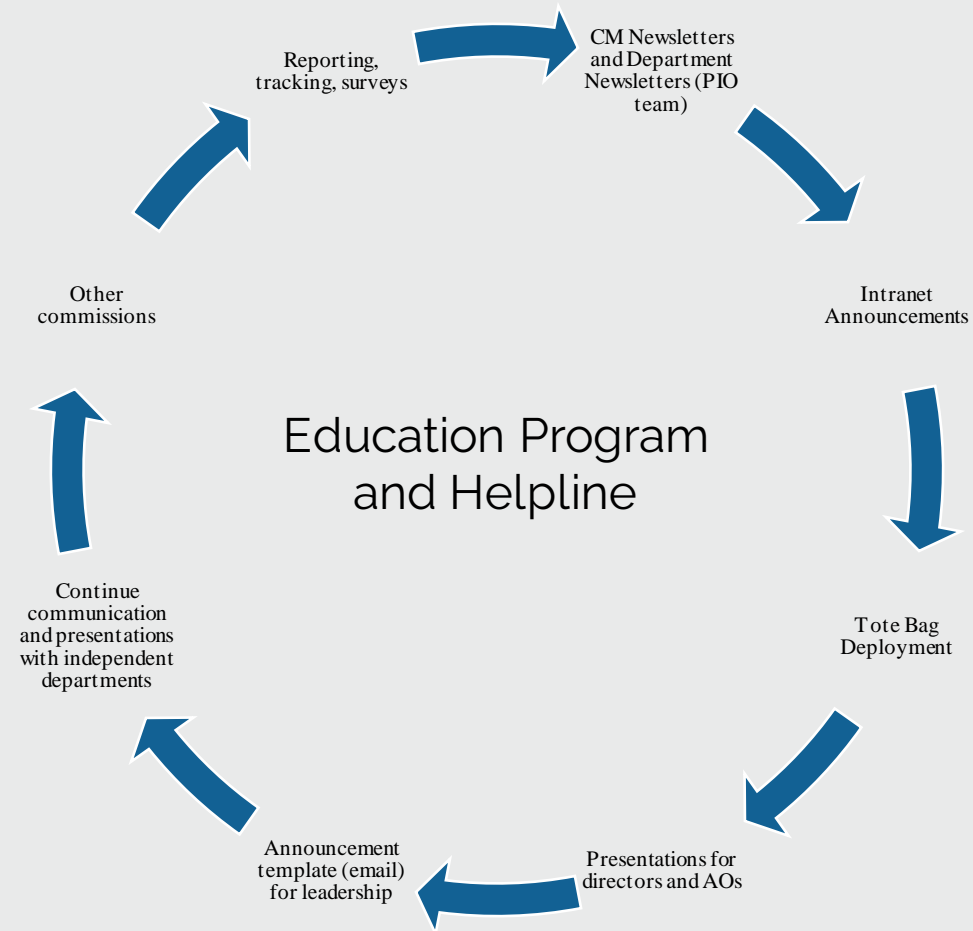 Reporting,
tracking, surveys
CM Newsletters
and Department
Newsletters (PIO
team)
Intranet
Announcements
Tote Bag
Deployment
Presentations for
directors and AOs
Announcement
template (email)
for leadership
Continue
communication
and presentations
with independent
departments
Other
commissions
Education Program
and Helpline